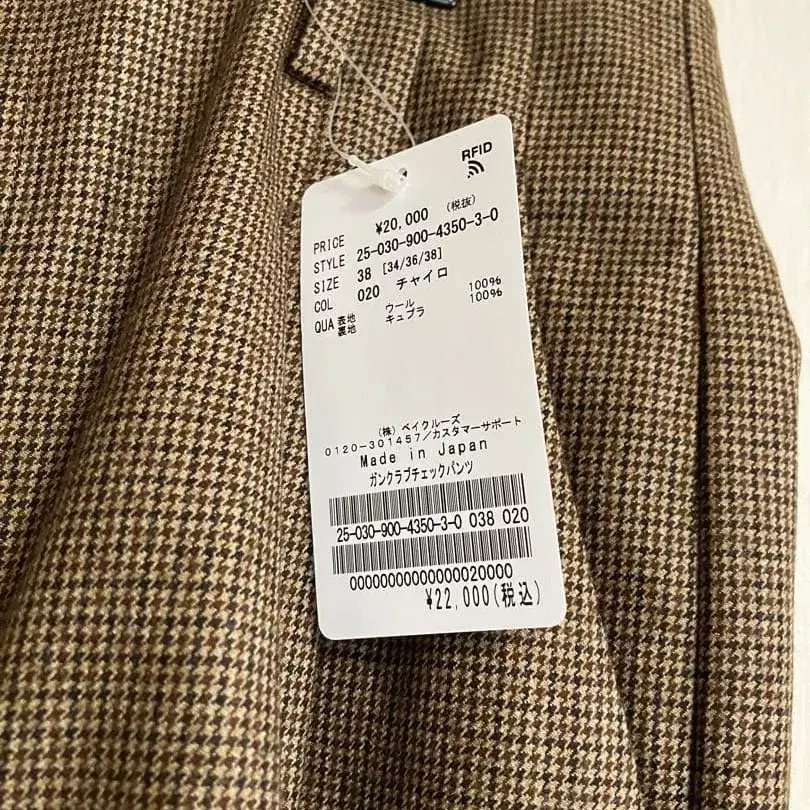 RFID
PRICE ¥20,000 (税抜)
STYLE 25-030-900-4350-3-0
SIZE 38 [34/36/38]
COL 020 チャイロ
QUA 表地 ウール 100%
裏地 キュプラ 100%
(株) ベイクルーズ
0120-301457/カスタマーサポート
Made in Japan
ガンクラブチェックパンツ
25-030-900-4350-3-0 038 020
00000000000000020000
¥22,000(税込)